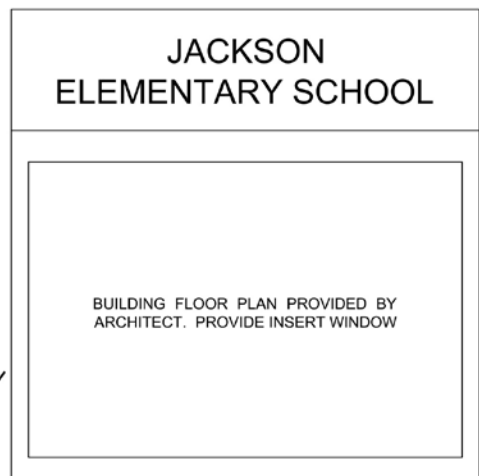 JACKSON
ELEMENTARY SCHOOL
BUILDING FLOOR PLAN PROVIDED BY
ARCHITECT. PROVIDE INSERT WINDOW